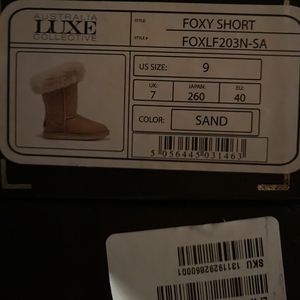 AUSTRALIA
LUXE
COLLECTIVE
STYLE: FOXY SHORT
STYLE#: FOXLF203N-SA
US SIZE: 9
UK: 7
JAPAN: 260
EU: 40
COLOR: SAND
5 056445 031463
SKU 1311929260001